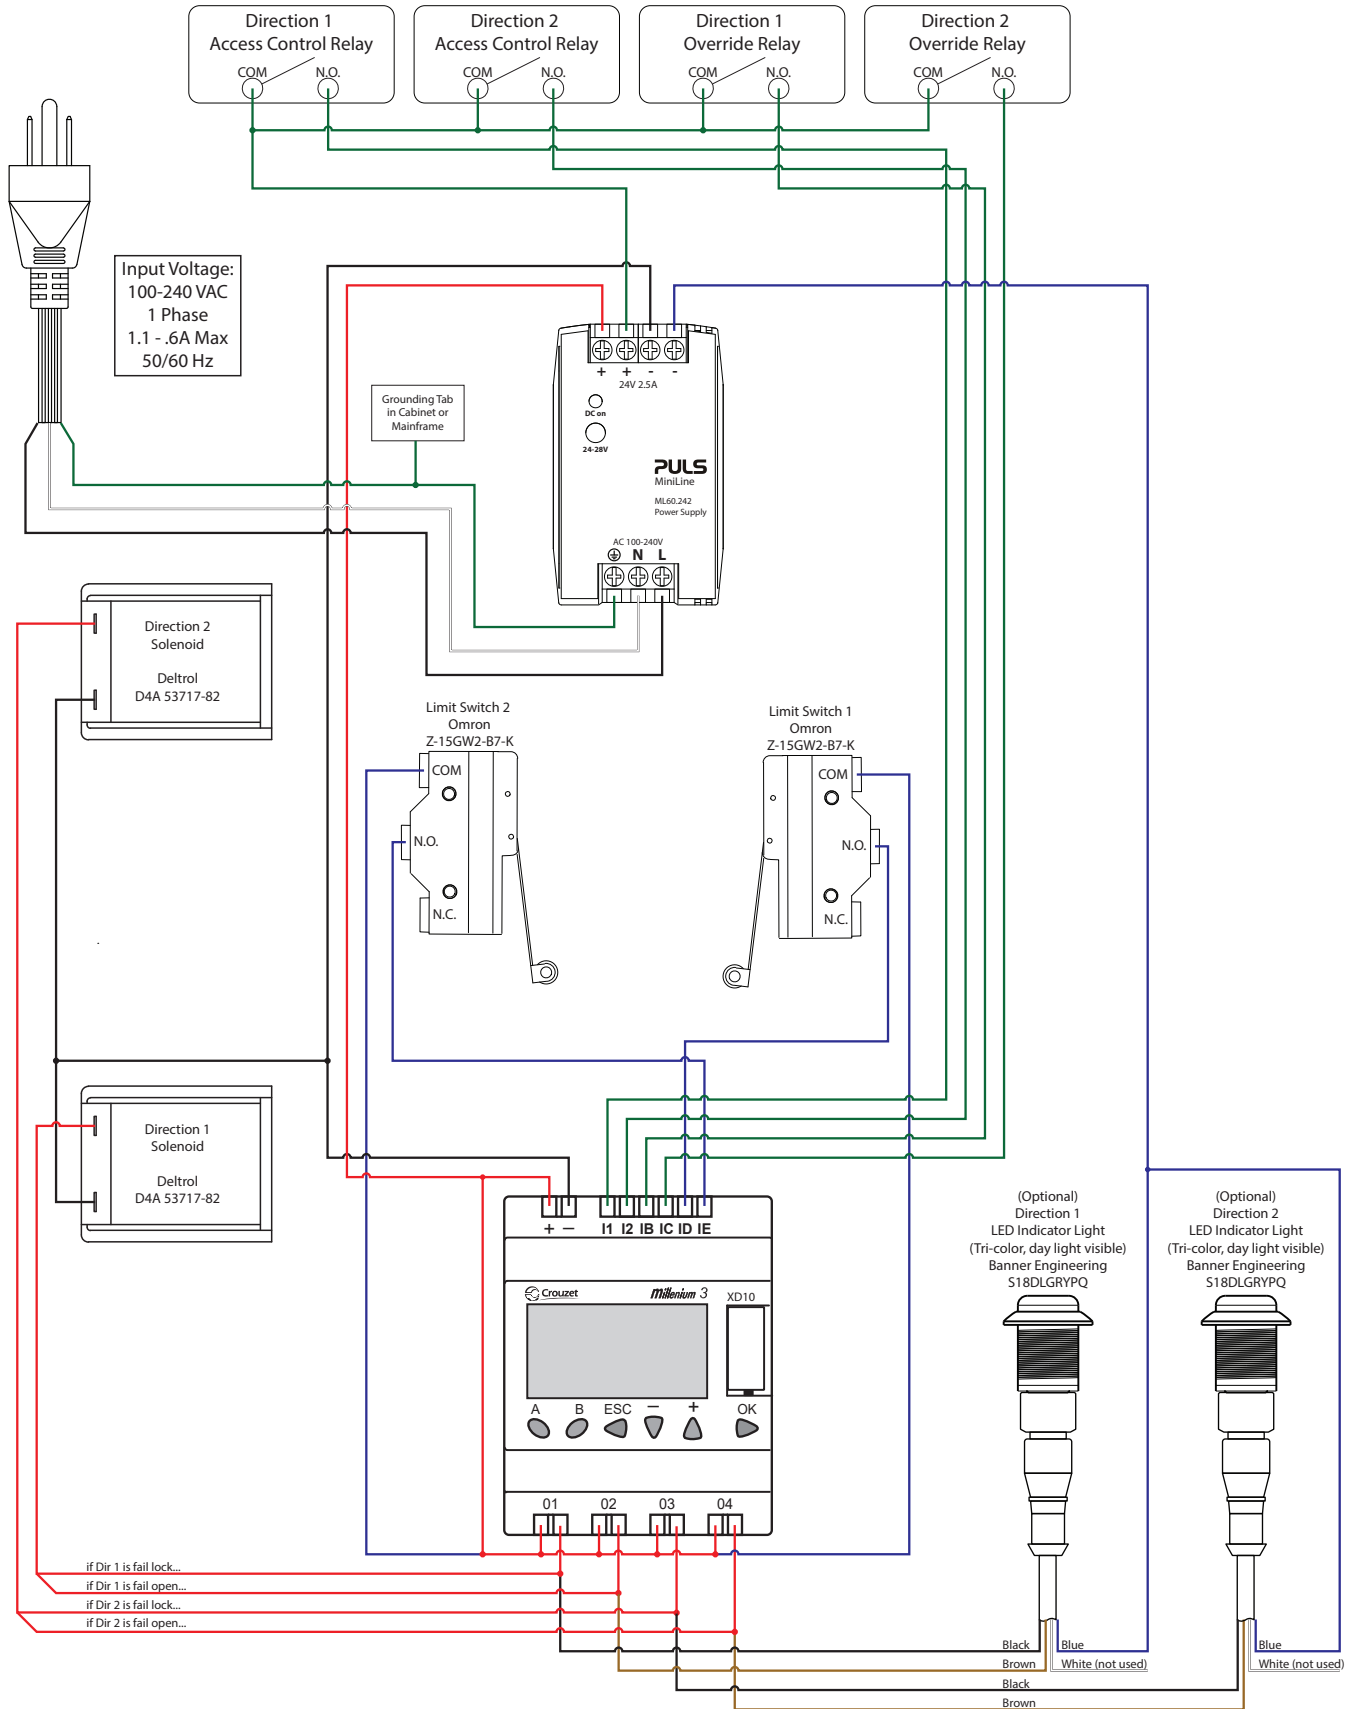 Direction 1
Access Control Relay
COM
N.O.
Direction 2
Access Control Relay
COM
N.O.
Direction 1
Override Relay
COM
N.O.
Direction 2
Override Relay
COM
N.O.
Input Voltage:
100-240 VAC
1 Phase
1.1 - .6A Max
50/60 Hz
+ + - -
24V 2.5A
DC on
24-28V
PULS
MiniLine
ML60.242
Power Supply
AC 100-240V
N L
Grounding Tab
in Cabinet or
Mainframe
Direction 2
Solenoid
Deltrol
D4A 53717-82
Limit Switch 2
Omron
Z-15GW2-B7-K
COM
N.O.
N.C.
Limit Switch 1
Omron
Z-15GW2-B7-K
COM
N.O.
N.C.
Direction 1
Solenoid
Deltrol
D4A 53717-82
+ − I1 I2 IB IC ID IE
Crouzet
Millenium 3
XD10
A B ESC − + OK
01 02 03 04
(Optional)
Direction 1
LED Indicator Light
(Tri-color, day light visible)
Banner Engineering
S18DLGRYPQ
(Optional)
Direction 2
LED Indicator Light
(Tri-color, day light visible)
Banner Engineering
S18DLGRYPQ
if Dir 1 is fail lock...
if Dir 1 is fail open...
if Dir 2 is fail lock...
if Dir 2 is fail open...
Black
Blue
Brown
White (not used)
Black
Brown
Blue
White (not used)